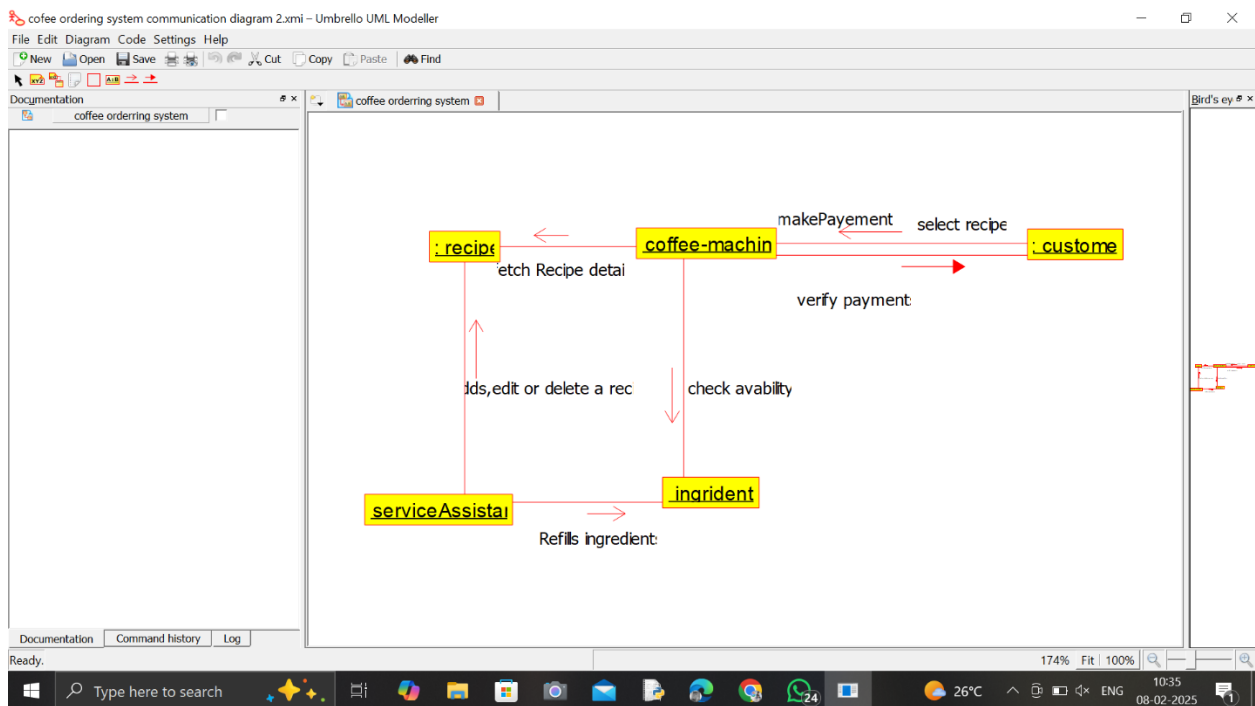 cofee ordering system communication diagram 2.xmi – Umbrello UML Modeller
File Edit Diagram Code Settings Help
New Open Save Cut Copy Paste Find
xyz A:B
Documentation
coffee orderring system
coffee orderring system
Bird's ey
makePayement
select recipe
: recipe
coffee-machin
: custome
etch Recipe detai
verify payment
dds,edit or delete a rec
check avability
serviceAssistan
ingrident
Refills ingredient
Documentation Command history Log
Ready.
174% Fit 100%
Type here to search
24
26°C
ENG
10:35
08-02-2025
1